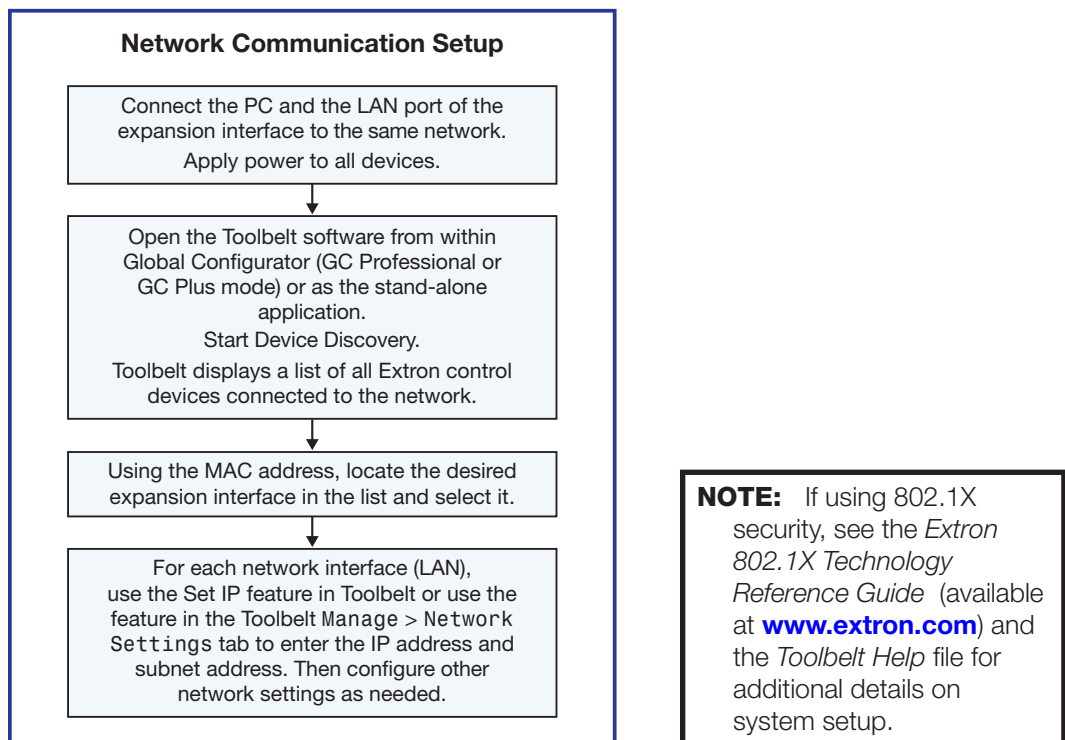 Network Communication Setup
Connect the PC and the LAN port of the
expansion interface to the same network.
Apply power to all devices.
Open the Toolbelt software from within
Global Configurator (GC Professional or
GC Plus mode) or as the stand-alone
application.
Start Device Discovery.
Toolbelt displays a list of all Extron control
devices connected to the network.
Using the MAC address, locate the desired
expansion interface in the list and select it.
For each network interface (LAN),
use the Set IP feature in Toolbelt or use the
feature in the Toolbelt Manage > Network
Settings tab to enter the IP address and
subnet address. Then configure other
network settings as needed.
NOTE: If using 802.1X
security, see the Extron
802.1X Technology
Reference Guide (available
at www.extron.com) and
the Toolbelt Help file for
additional details on
system setup.